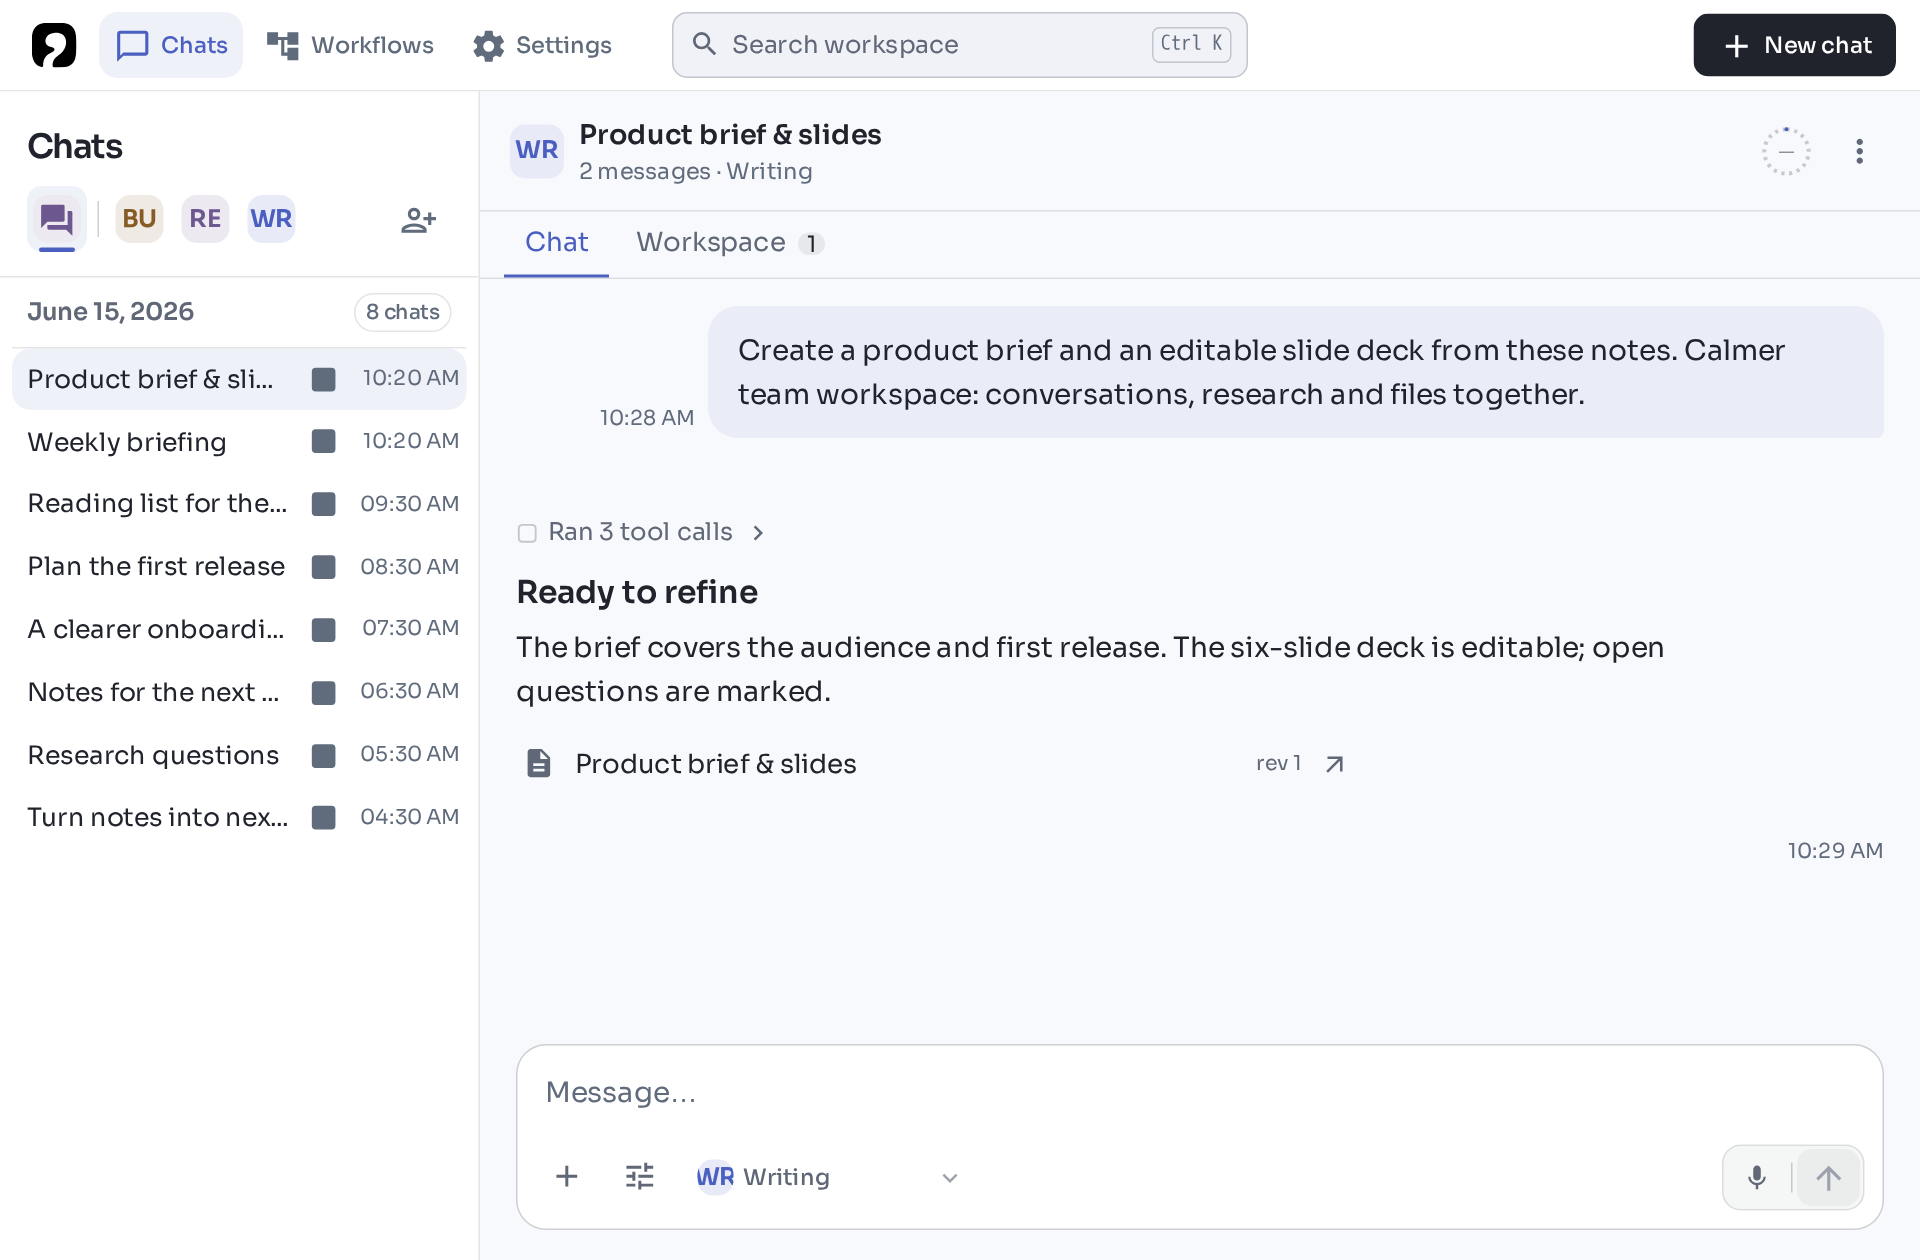 Chats
Workflows
Settings
Search workspace
Ctrl K
New chat
Chats
BU
RE
WR
June 15, 2026
8 chats
Product brief & sli...
10:20 AM
Weekly briefing
10:20 AM
Reading list for the...
09:30 AM
Plan the first release
08:30 AM
A clearer onboardi...
07:30 AM
Notes for the next ...
06:30 AM
Research questions
05:30 AM
Turn notes into nex...
04:30 AM
WR
Product brief & slides
2 messages · Writing
Chat
Workspace 1
Create a product brief and an editable slide deck from these notes. Calmer
team workspace: conversations, research and files together.
10:28 AM
Ran 3 tool calls
Ready to refine
The brief covers the audience and first release. The six-slide deck is editable; open
questions are marked.
Product brief & slides
rev 1
10:29 AM
Message...
WR Writing